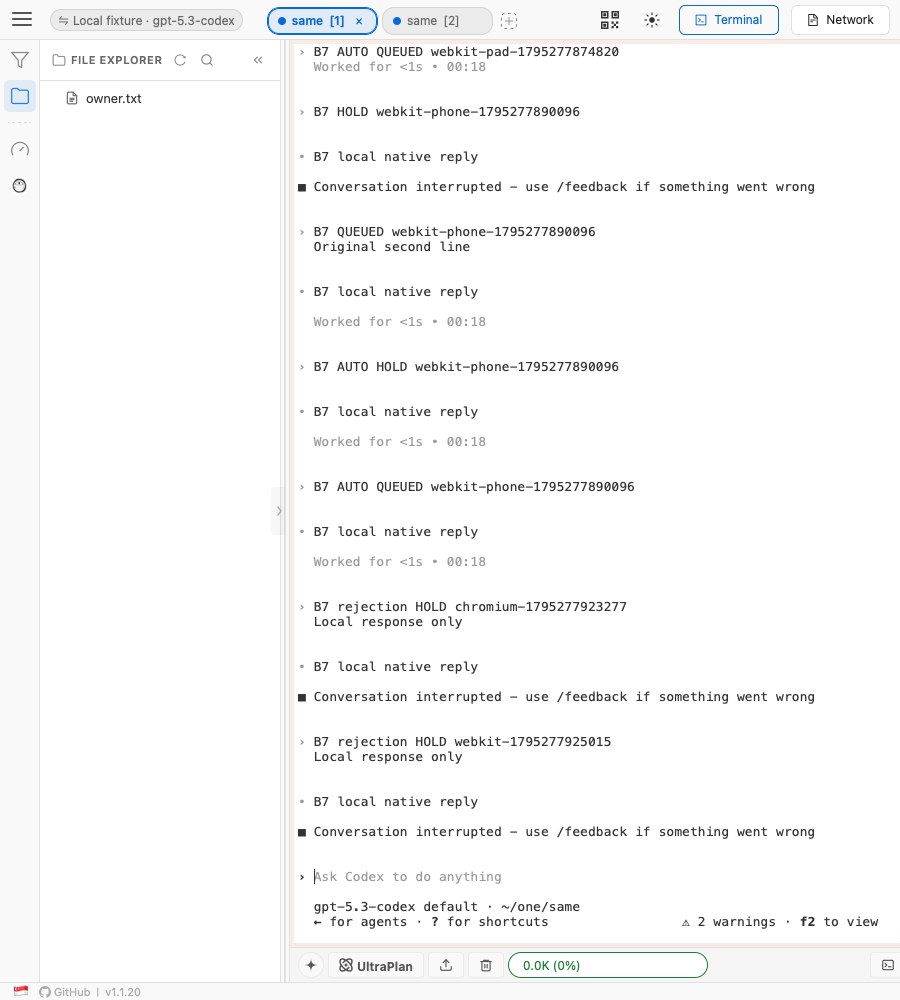 Local fixture · gpt-5.3-codex
same [1] ×
same [2]
Terminal
Network
FILE EXPLORER
owner.txt
› B7 AUTO QUEUED webkit-pad-1795277874820
Worked for <1s • 00:18
› B7 HOLD webkit-phone-1795277890096
• B7 local native reply
■ Conversation interrupted - use /feedback if something went wrong
› B7 QUEUED webkit-phone-1795277890096
Original second line
• B7 local native reply
Worked for <1s • 00:18
› B7 AUTO HOLD webkit-phone-1795277890096
• B7 local native reply
Worked for <1s • 00:18
› B7 AUTO QUEUED webkit-phone-1795277890096
• B7 local native reply
Worked for <1s • 00:18
› B7 rejection HOLD chromium-1795277923277
Local response only
• B7 local native reply
■ Conversation interrupted - use /feedback if something went wrong
› B7 rejection HOLD webkit-1795277925015
Local response only
• B7 local native reply
■ Conversation interrupted - use /feedback if something went wrong
› Ask Codex to do anything
gpt-5.3-codex default · ~/one/same
← for agents · ? for shortcuts ⚠ 2 warnings · f2 to view
UltraPlan
0.0K (0%)
GitHub | v1.1.20